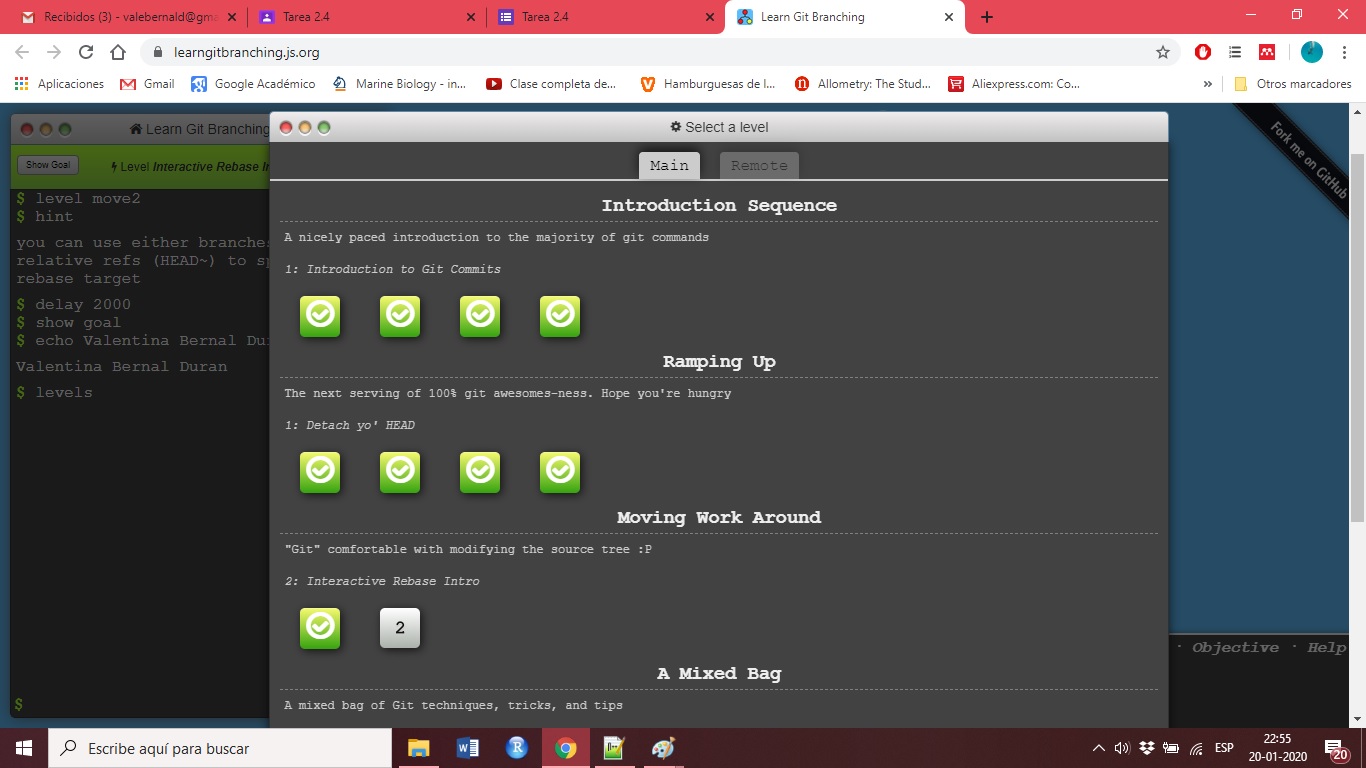 Recibidos (3) - valebernald@gma
Tarea 2.4
Tarea 2.4
Learn Git Branching
learngitbranching.js.org
Aplicaciones
Gmail
Google Académico
Marine Biology - in...
Clase completa de...
Hamburguesas de l...
Allometry: The Stud...
Aliexpress.com: Co...
»
Otros marcadores
Learn Git Branching
Show Goal
Level Interactive Rebase In
$ level move2
$ hint
you can use either branches
relative refs (HEAD~) to sp
rebase target
$ delay 2000
$ show goal
$ echo Valentina Bernal Du
Valentina Bernal Duran
$ levels
$
Select a level
Main
Remote
Introduction Sequence
A nicely paced introduction to the majority of git commands
1: Introduction to Git Commits
Ramping Up
The next serving of 100% git awesomes-ness. Hope you're hungry
1: Detach yo' HEAD
Moving Work Around
"Git" comfortable with modifying the source tree :P
2: Interactive Rebase Intro
2
A Mixed Bag
A mixed bag of Git techniques, tricks, and tips
Fork me on GitHub
· Objective · Help
Escribe aquí para buscar
ESP
22:55
20-01-2020
20